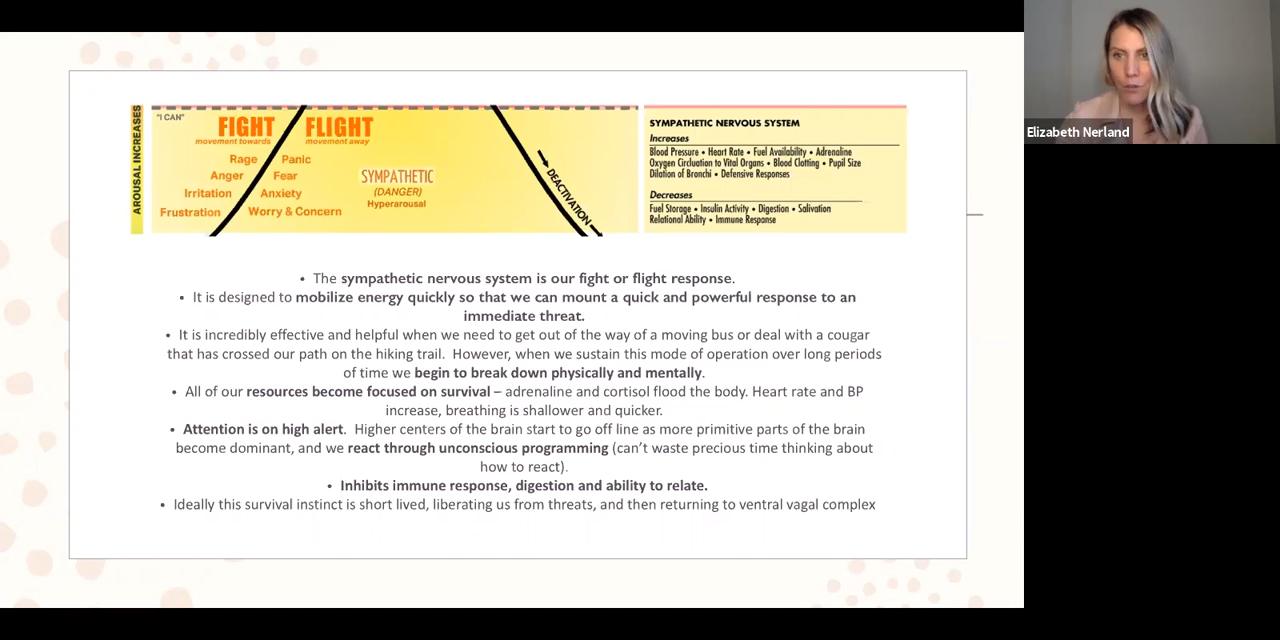 AROUSAL INCREASES
"I CAN"
FIGHT FLIGHT
movement towards movement away
Rage Panic
Anger Fear
Irritation Anxiety
Frustration Worry & Concern
SYMPATHETIC
(DANGER)
Hyperarousal
DEACTIVATION
SYMPATHETIC NERVOUS SYSTEM
Increases
Blood Pressure • Heart Rate • Fuel Availability • Adrenaline
Oxygen Circluation to Vital Organs • Blood Clotting • Pupil Size
Dilation of Bronchi • Defensive Responses
Decreases
Fuel Storage • Insulin Activity • Digestion • Salivation
Relational Ability • Immune Response
• The sympathetic nervous system is our fight or flight response.
• It is designed to mobilize energy quickly so that we can mount a quick and powerful response to an
immediate threat.
• It is incredibly effective and helpful when we need to get out of the way of a moving bus or deal with a cougar
that has crossed our path on the hiking trail. However, when we sustain this mode of operation over long periods
of time we begin to break down physically and mentally.
• All of our resources become focused on survival – adrenaline and cortisol flood the body. Heart rate and BP
increase, breathing is shallower and quicker.
• Attention is on high alert. Higher centers of the brain start to go off line as more primitive parts of the brain
become dominant, and we react through unconscious programming (can't waste precious time thinking about
how to react).
• Inhibits immune response, digestion and ability to relate.
• Ideally this survival instinct is short lived, liberating us from threats, and then returning to ventral vagal complex
Elizabeth Nerland